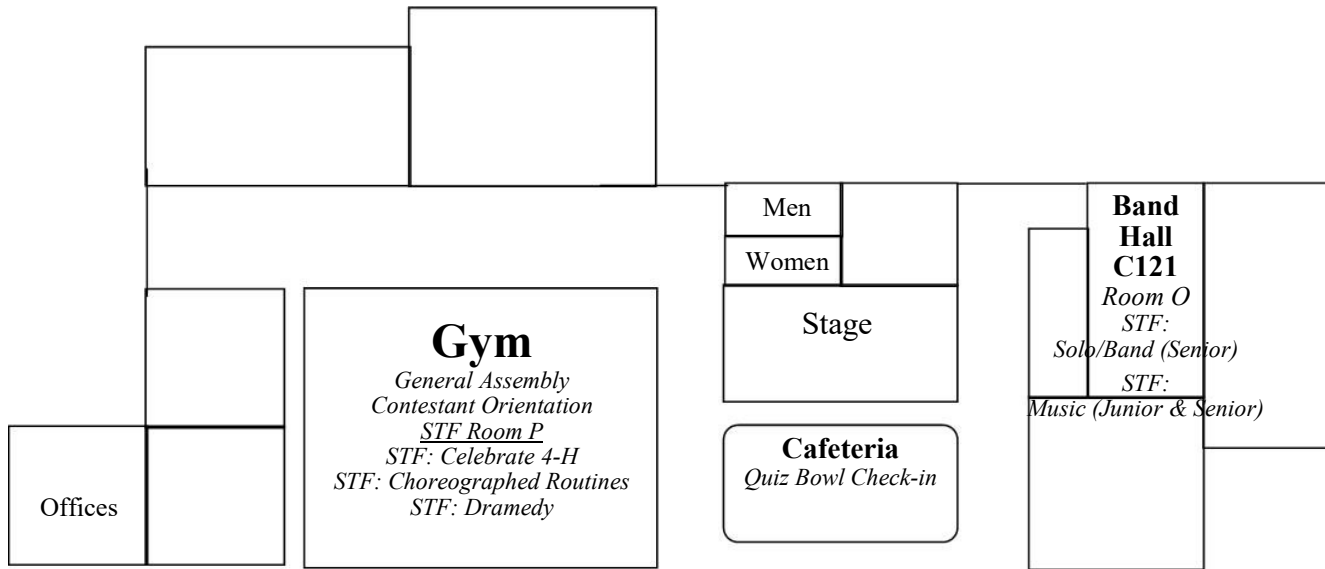 Men
Women
Stage
Band
Hall
C121
Room O
STF:
Solo/Band (Senior)
STF:
Music (Junior & Senior)
Gym
General Assembly
Contestant Orientation
STF Room P
STF: Celebrate 4-H
STF: Choreographed Routines
STF: Dramedy
Cafeteria
Quiz Bowl Check-in
Offices